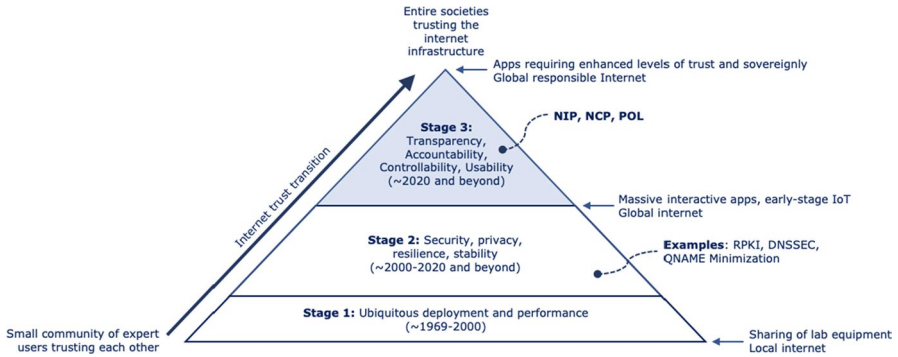 Entire societies
trusting the
internet
infrastructure
Apps requiring enhanced levels of trust and sovereignly
Global responsible Internet
NIP, NCP, POL
Stage 3:
Transparency,
Accountability,
Controllability, Usability
(~2020 and beyond)
Internet trust transition
Massive interactive apps, early-stage IoT
Global internet
Stage 2: Security, privacy,
resilience, stability
(~2000-2020 and beyond)
Examples: RPKI, DNSSEC,
QNAME Minimization
Stage 1: Ubiquitous deployment and performance
(~1969-2000)
Small community of expert
users trusting each other
Sharing of lab equipment
Local internet